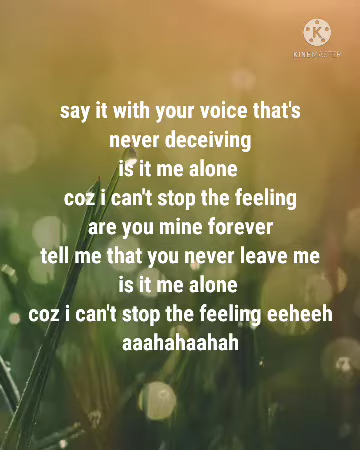 KINEMASTER
say it with your voice that's
never deceiving
is it me alone
coz i can't stop the feeling
are you mine forever
tell me that you never leave me
is it me alone
coz i can't stop the feeling eeheeh
aaahahaahah